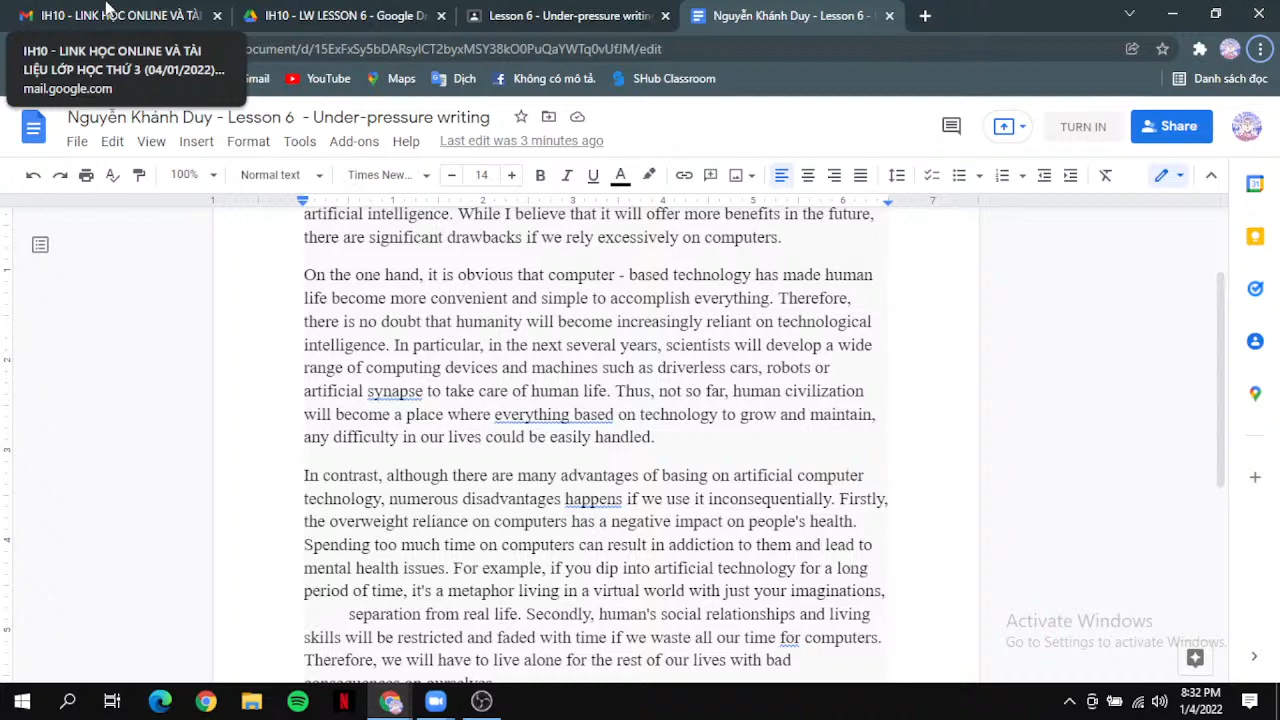 IH10 - LINK HỌC ONLINE VÀ TÀI
IH10 - LW LESSON 6 - Google D
Lesson 6 - Under-pressure writin
Nguyễn Khánh Duy - Lesson 6 -
IH10 - LINK HỌC ONLINE VÀ TÀI
LIỆU LỚP HỌC THỨ 3 (04/01/2022)...
mail.google.com
ocument/d/15ExFxSy5bDARsyICT2byxMSY38kO0PuQaYWTq0vUfJM/edit
mail
YouTube
Maps
Dịch
Không có mô tả.
SHub Classroom
Danh sách đọc
Nguyễn Khánh Duy - Lesson 6 - Under-pressure writing
File Edit View Insert Format Tools Add-ons Help Last edit was 3 minutes ago
TURN IN
Share
100% Normal text Times New... 14
1 1 2 3 4 5 6 7
artificial intelligence. While I believe that it will offer more benefits in the future,
there are significant drawbacks if we rely excessively on computers.
On the one hand, it is obvious that computer - based technology has made human
life become more convenient and simple to accomplish everything. Therefore,
there is no doubt that humanity will become increasingly reliant on technological
intelligence. In particular, in the next several years, scientists will develop a wide
range of computing devices and machines such as driverless cars, robots or
artificial synapse to take care of human life. Thus, not so far, human civilization
will become a place where everything based on technology to grow and maintain,
any difficulty in our lives could be easily handled.
In contrast, although there are many advantages of basing on artificial computer
technology, numerous disadvantages happens if we use it inconsequentially. Firstly,
the overweight reliance on computers has a negative impact on people's health.
Spending too much time on computers can result in addiction to them and lead to
mental health issues. For example, if you dip into artificial technology for a long
period of time, it's a metaphor living in a virtual world with just your imaginations,
separation from real life. Secondly, human's social relationships and living
skills will be restricted and faded with time if we waste all our time for computers.
Therefore, we will have to live alone for the rest of our lives with bad
consequences on ourselves.
Activate Windows
Go to Settings to activate Windows.
8:32 PM
1/4/2022